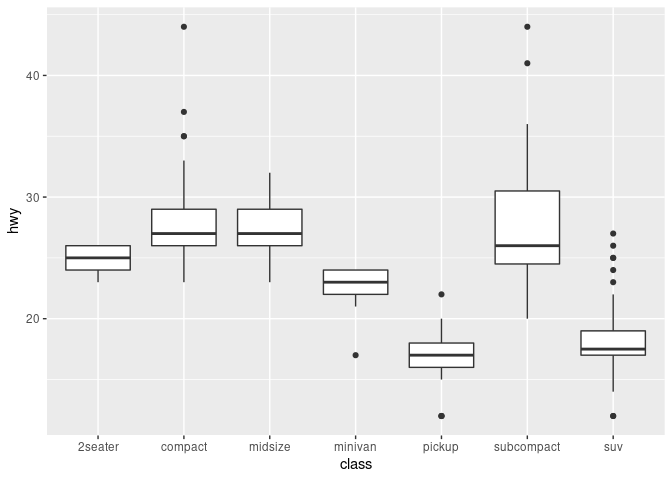 40
30
20
hwy
2seater compact midsize minivan pickup subcompact suv
class